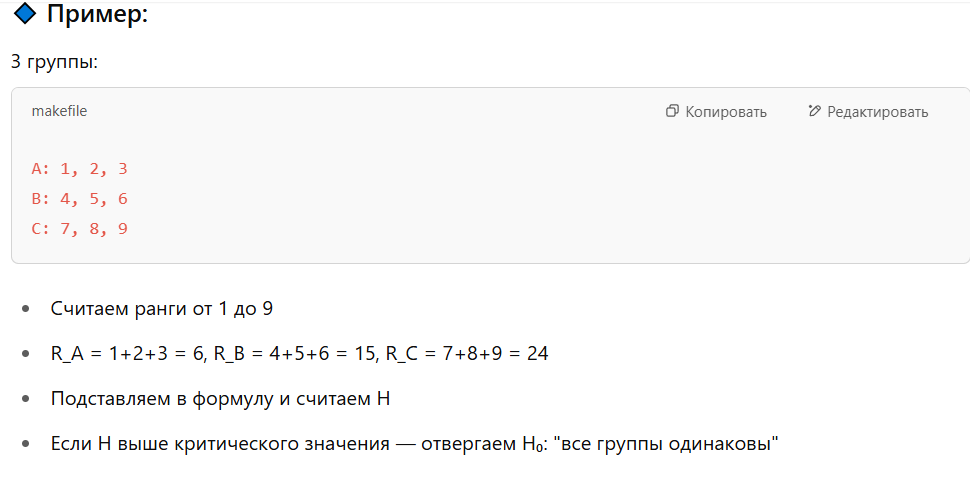 Пример:
3 группы:
makefile
Копировать
Редактировать
A: 1, 2, 3
B: 4, 5, 6
C: 7, 8, 9
Считаем ранги от 1 до 9
R_A = 1+2+3 = 6, R_B = 4+5+6 = 15, R_C = 7+8+9 = 24
Подставляем в формулу и считаем H
Если H выше критического значения — отвергаем H₀: "все группы одинаковы"